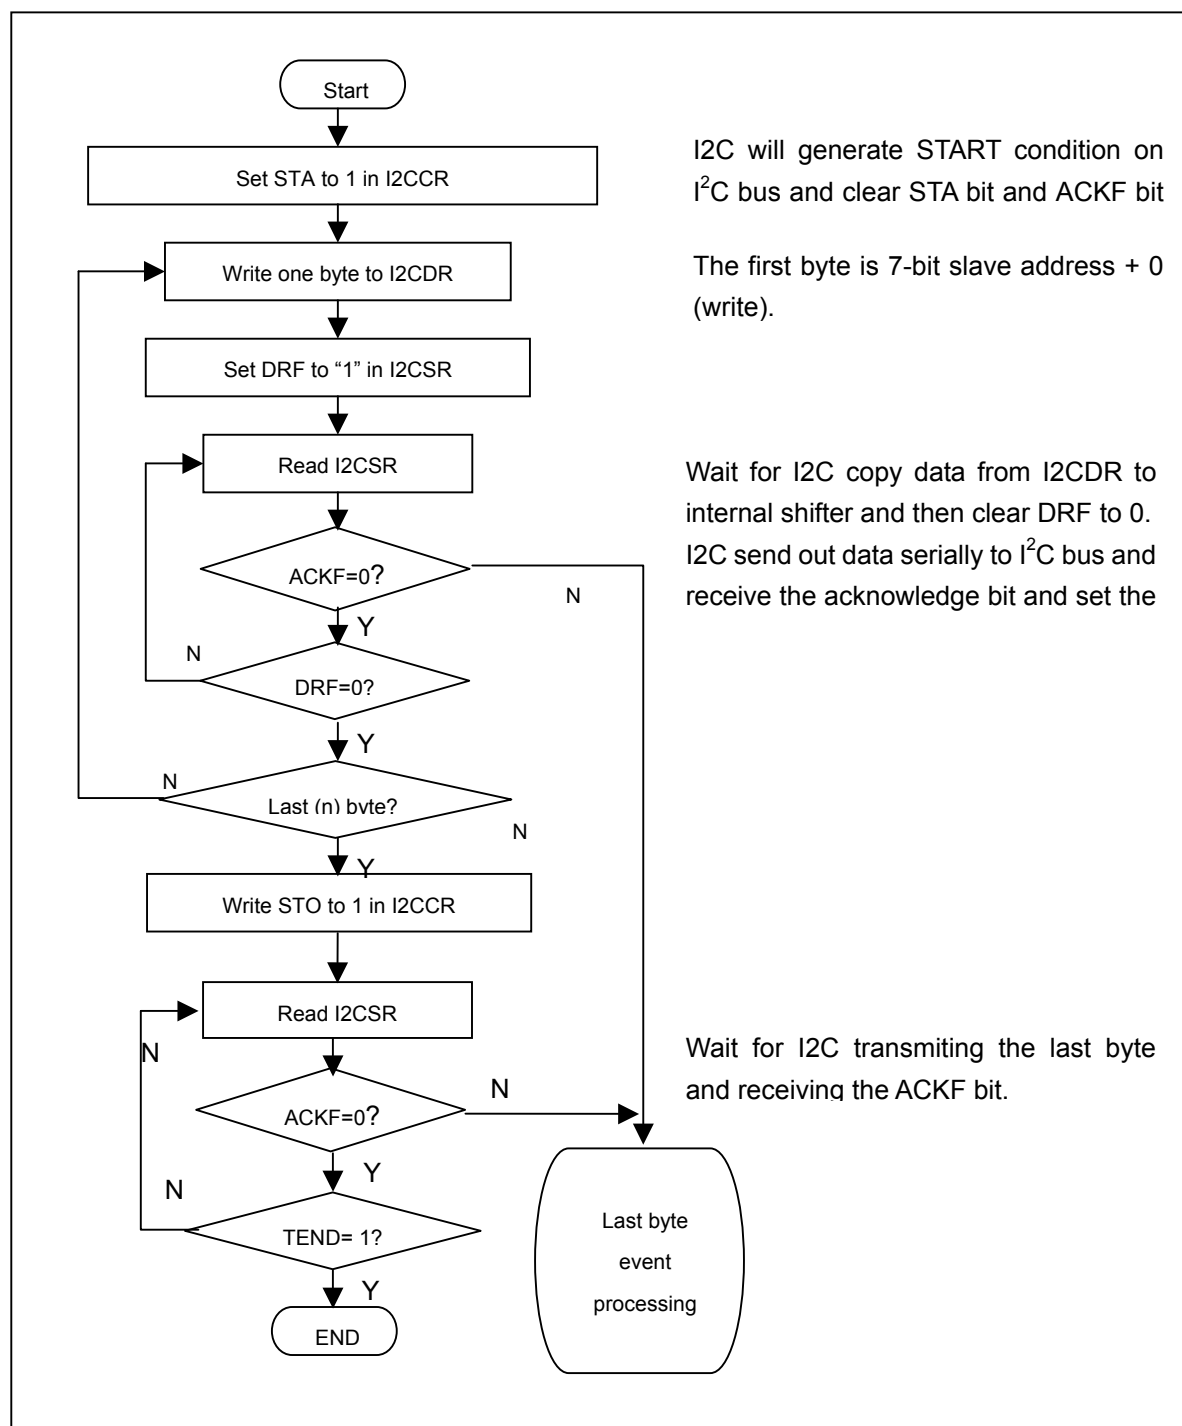 Start
I2C will generate START condition on
I²C bus and clear STA bit and ACKF bit
Set STA to 1 in I2CCR
Write one byte to I2CDR
The first byte is 7-bit slave address + 0
(write).
Set DRF to “1” in I2CSR
Read I2CSR
Wait for I2C copy data from I2CDR to
internal shifter and then clear DRF to 0.
I2C send out data serially to I²C bus and
receive the acknowledge bit and set the
ACKF=0?
N
Y
N
DRF=0?
Y
N
Last (n) byte?
N
Y
Write STO to 1 in I2CCR
Read I2CSR
N
Wait for I2C transmiting the last byte
and receiving the ACKF bit.
ACKF=0?
N
Y
N
TEND= 1?
Y
END
Last byte
event
processing